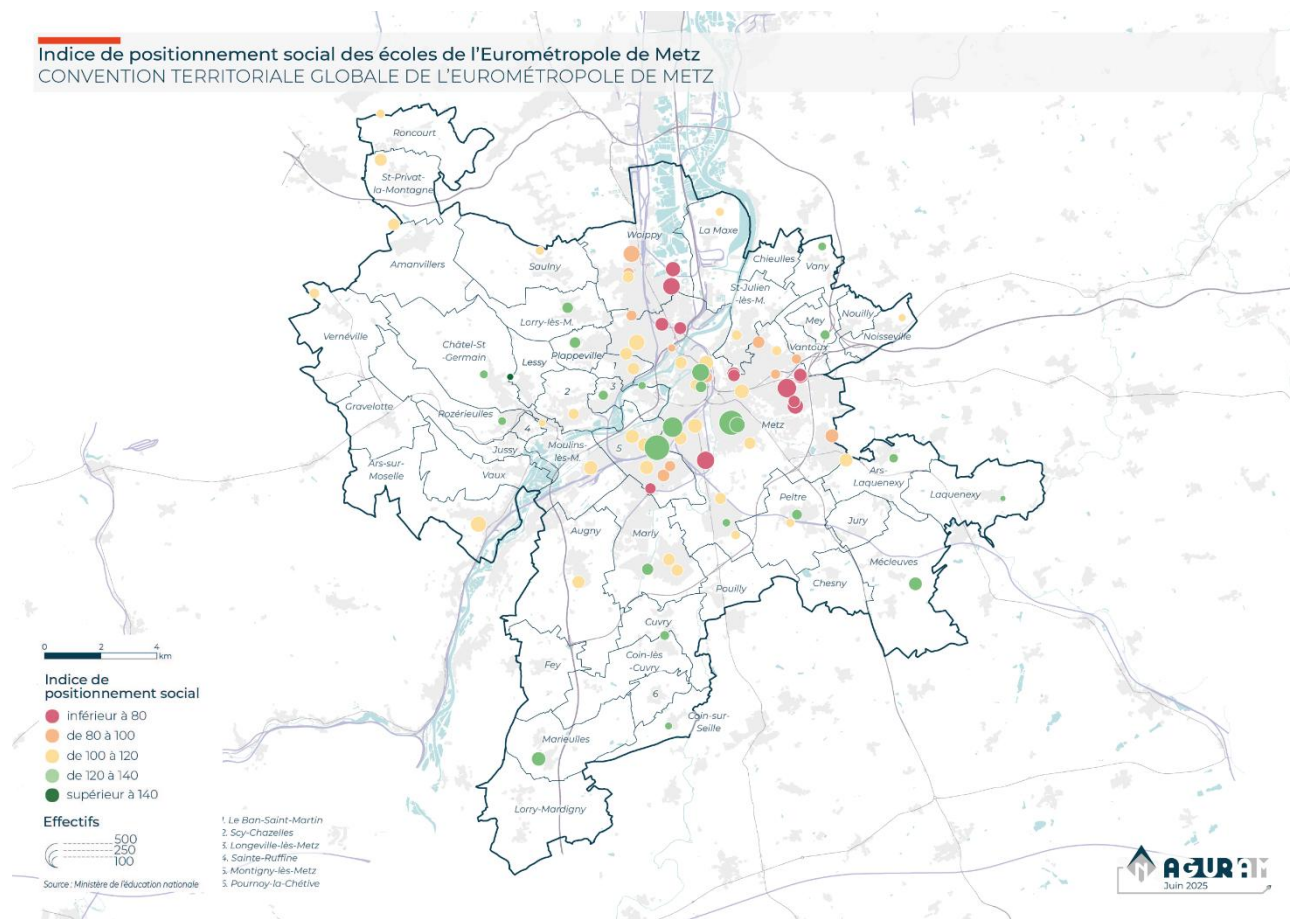 Indice de positionnement social des écoles de l'Eurométropole de Metz
CONVENTION TERRITORIALE GLOBALE DE L'EUROMÉTROPOLE DE METZ
Roncourt
St-Privat-
la-Montagne
Woippy
La Maxe
Amanvillers
Saulny
Chieulles
Vany
St-Julien
-lès-M.
Lorry-lès-M.
Mey
Nouilly
Noisseville
Vernéville
Châtel-St
-Germain
Lessy
Plappeville
Vantoux
1
2
3
Gravelotte
Rozérieulles
4
Metz
Jussy
Moulins-
lès-M.
5
Ars-sur-
Moselle
Vaux
Ars-
Laquenexy
Laquenexy
Peltre
Jury
Augny
Marly
Mécleuves
Pouilly
Chesny
Cuvry
Fey
Coin-lès
-Cuvry
6
Coin-sur-
Seille
Marieulles
Lorry-Mardigny
0 2 4
km
Indice de
positionnement social
inférieur à 80
de 80 à 100
de 100 à 120
de 120 à 140
supérieur à 140
Effectifs
500
250
100
Source : Ministère de l'éducation nationale
1. Le Ban-Saint-Martin
2. Scy-Chazelles
3. Longeville-lès-Metz
4. Sainte-Ruffine
5. Montigny-lès-Metz
6. Pournoy-la-Chétive
N
AGURAM
Juin 2025